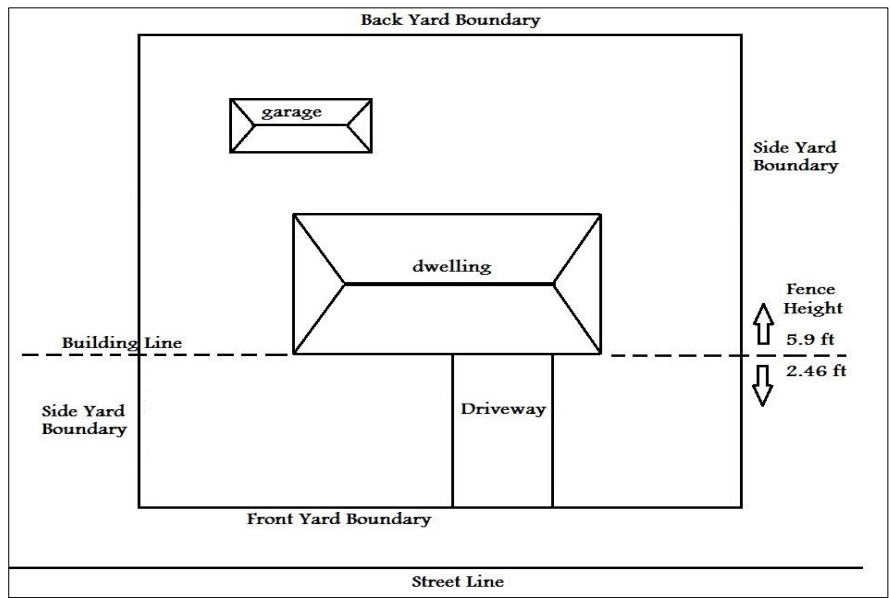 Back Yard Boundary
garage
Side Yard
Boundary
dwelling
Fence
Height
5.9 ft
Building Line
2.46 ft
Side Yard
Boundary
Driveway
Front Yard Boundary
Street Line